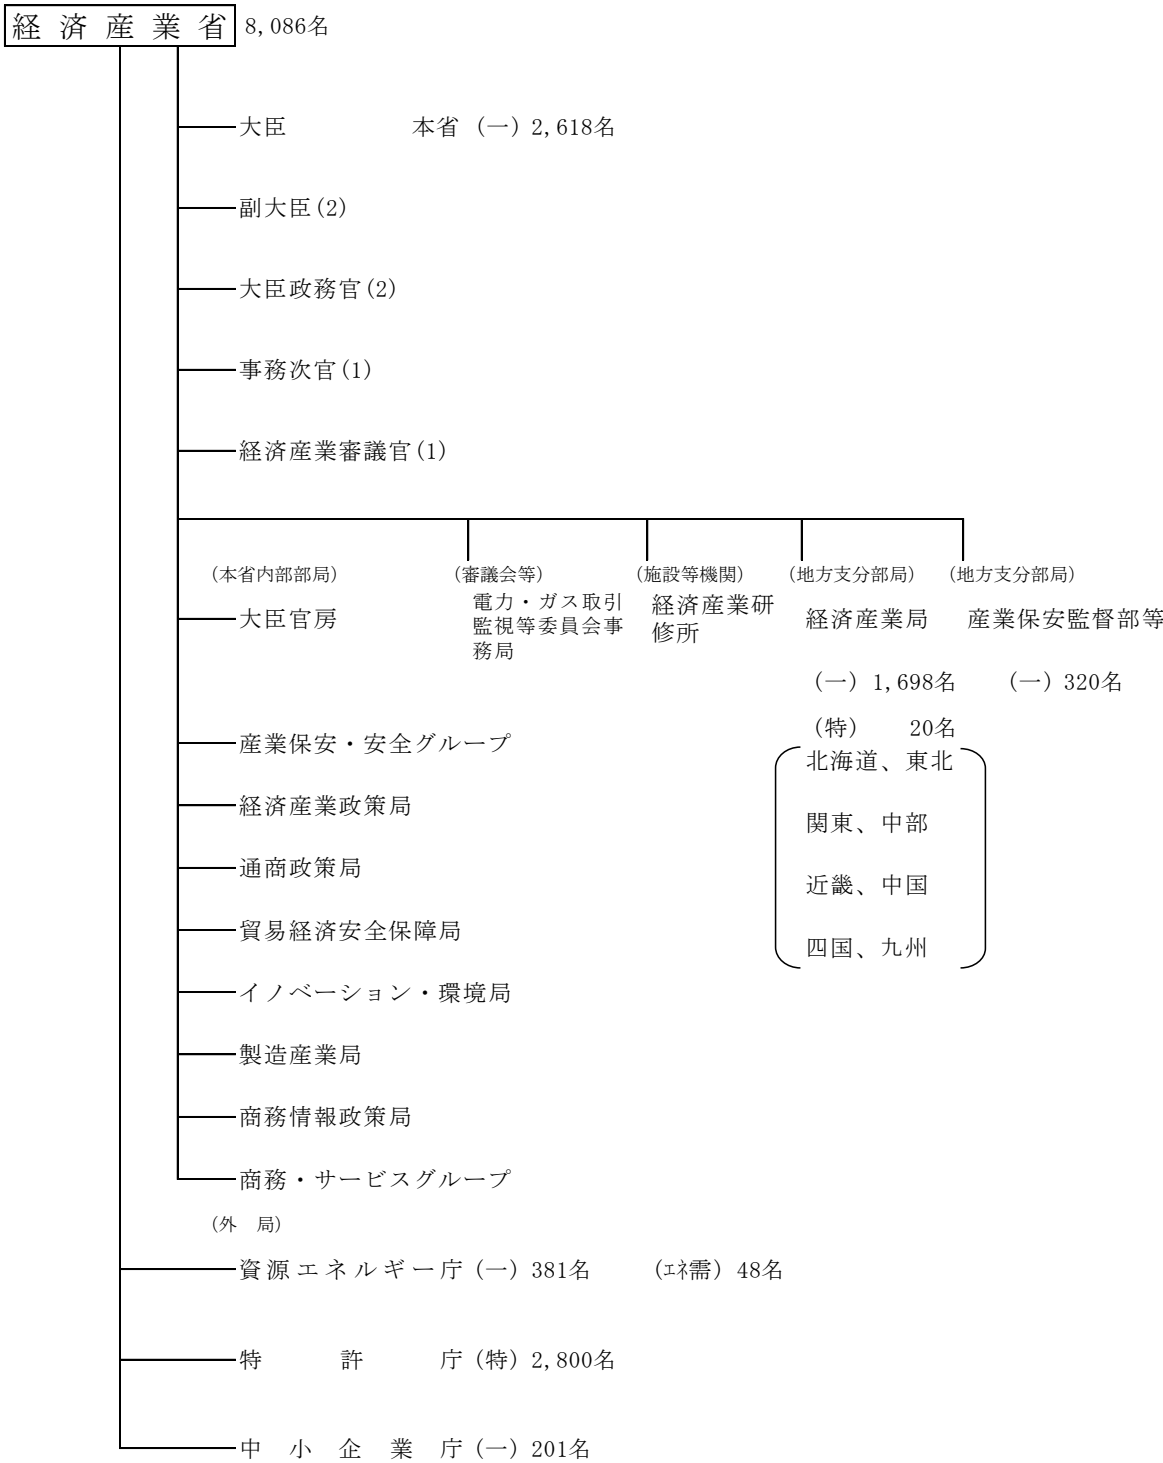 経済産業省 8,086名
大臣 本省 (一) 2,618名
副大臣(2)
大臣政務官(2)
事務次官(1)
経済産業審議官(1)
(本省内部部局) (審議会等) (施設等機関) (地方支分部局) (地方支分部局)
大臣官房
電力・ガス取引
監視等委員会事
務局
経済産業研
修所
経済産業局
産業保安監督部等
(一) 1,698名 (一) 320名
(特) 20名
北海道、東北
関東、中部
近畿、中国
四国、九州
産業保安・安全グループ
経済産業政策局
通商政策局
貿易経済安全保障局
イノベーション・環境局
製造産業局
商務情報政策局
商務・サービスグループ
(外 局)
資源エネルギー庁 (一) 381名 (エネ需) 48名
特許庁 (特) 2,800名
中小企業庁 (一) 201名